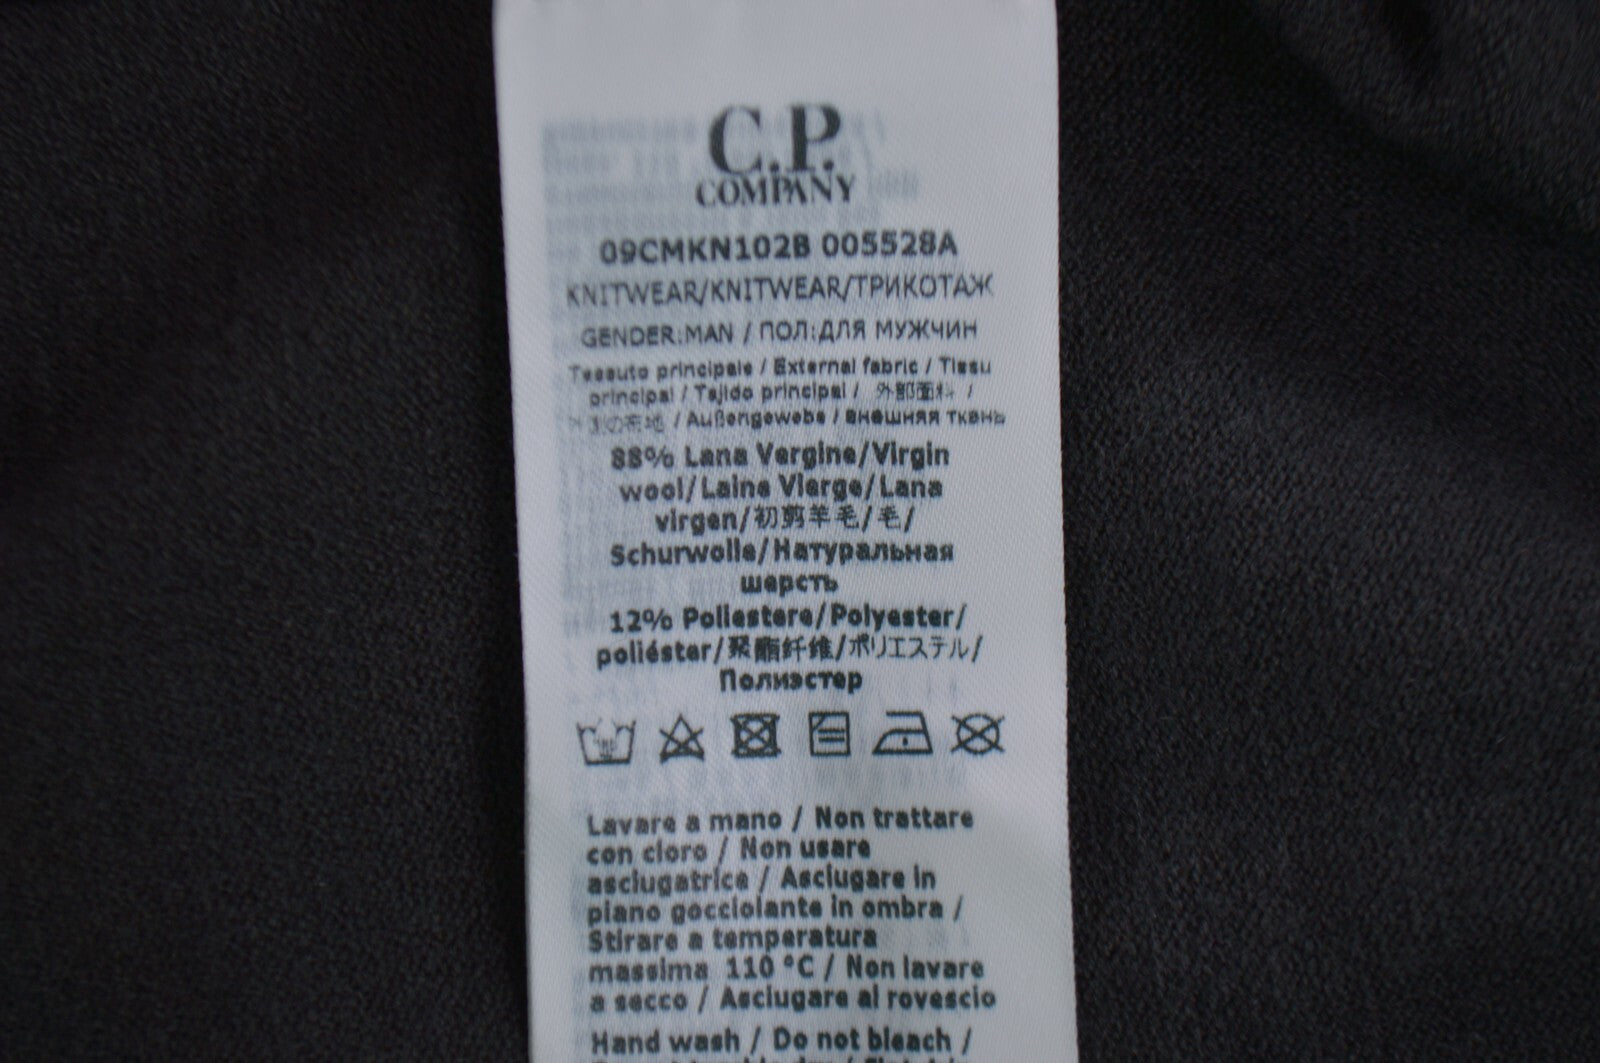 C.P.
COMPANY
09CMKN102B 005528A
KNITWEAR/KNITWEAR/ТРИКОТАЖ
GENDER:MAN / ПОЛ:ДЛЯ МУЖЧИН
Tessuto principale / External fabric / Tissu
principal / Tejido principal / 外部面料 /
の布地 / Außengewebe / внешняя ткань
88% Lana Vergine/Virgin
wool/Laine Vierge/Lana
virgen/初剪羊毛/毛/
Schurwolle/Натуральная
шерсть
12% Poliestere/Polyester/
poliéster/聚酯纤维/ポリエステル/
Полиэстер
Lavare a mano / Non trattare
con cloro / Non usare
asciugatrice / Asciugare in
piano gocciolante in ombra /
Stirare a temperatura
massima 110 °C / Non lavare
a secco / Asciugare al rovescio
Hand wash / Do not bleach /